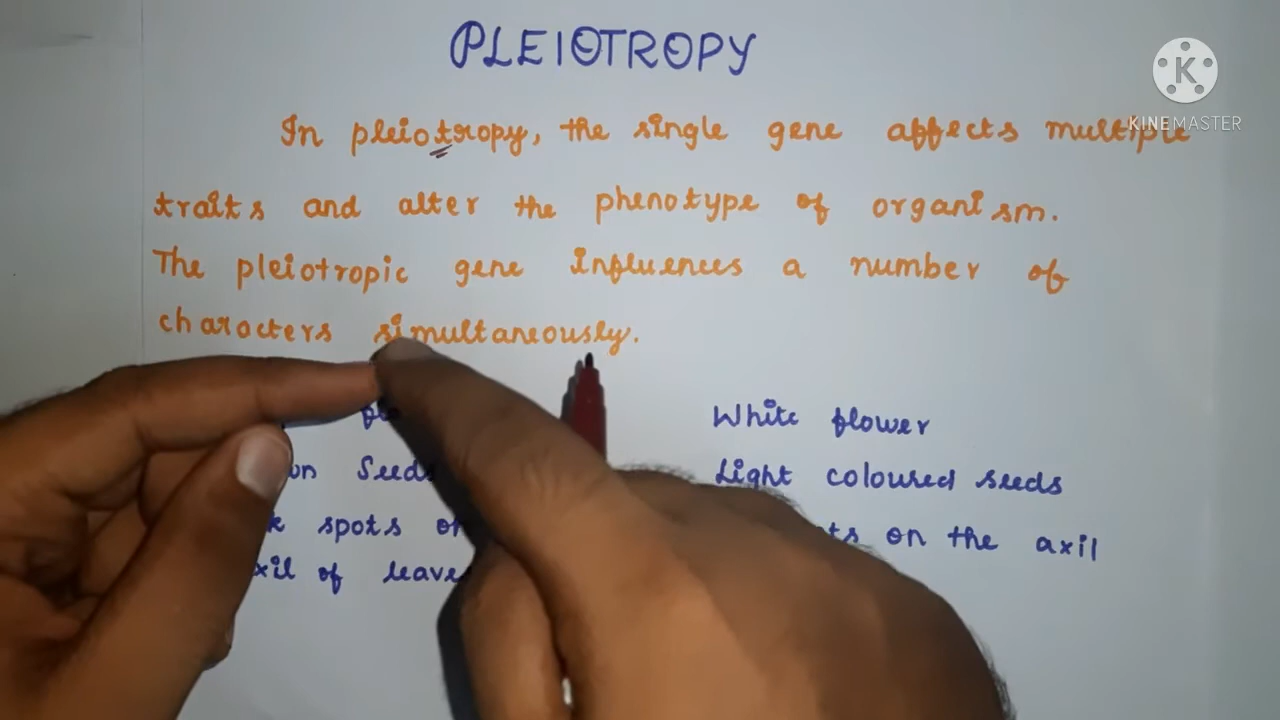 PLEIOTROPY
In pleiotropy, the single gene affects multiple
traits and alter the phenotype of organism.
The pleiotropic gene influences a number of
characters simultaneously.
White flower
Seeds Light coloured seeds
spots on the axil
of leave
KINEMASTER